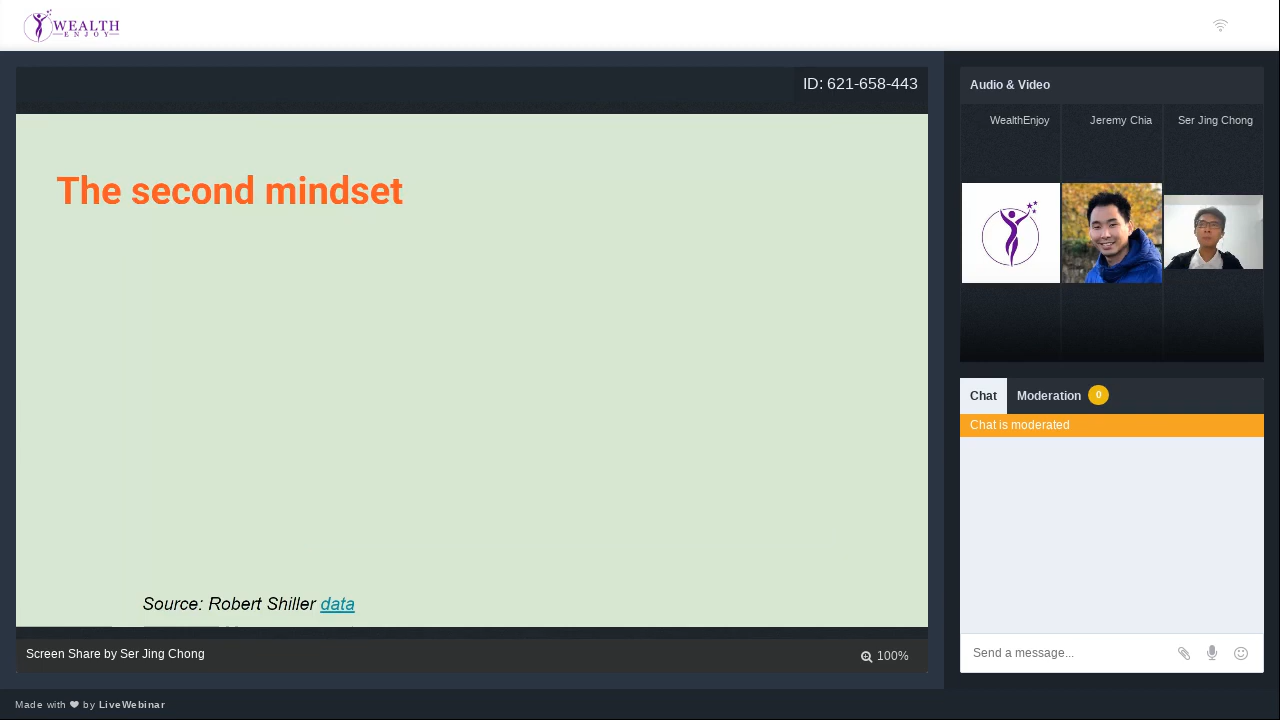 WEALTH
ENJOY
ID: 621-658-443
The second mindset
Source: Robert Shiller data
Screen Share by Ser Jing Chong
100%
Audio & Video
WealthEnjoy
Jeremy Chia
Ser Jing Chong
Chat
Moderation
0
Chat is moderated
Send a message...
Made with by LiveWebinar